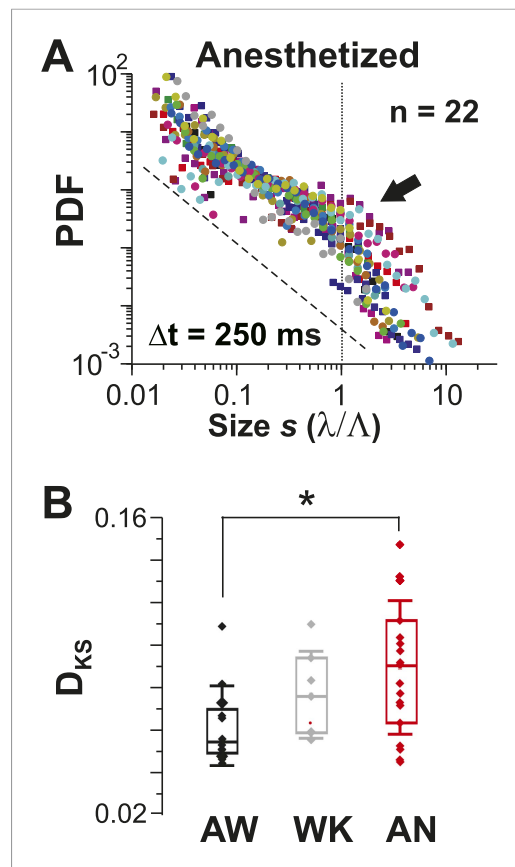 A Anesthetized
10²
n = 22
PDF
Δt = 250 ms
10⁻³
0.01 0.1 1 10
Size s (λ/Λ)
B
*
0.16
D_KS
0.02
AW WK AN